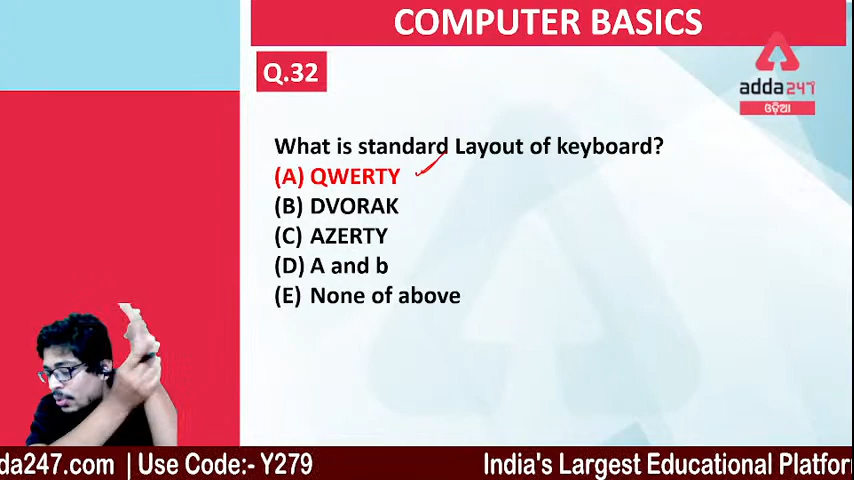 COMPUTER BASICS
Q.32
adda247
ଓଡ଼ିଆ
What is standard Layout of keyboard?
(A) QWERTY
(B) DVORAK
(C) AZERTY
(D) A and b
(E) None of above
da247.com | Use Code:- Y279
India's Largest Educational Platfor